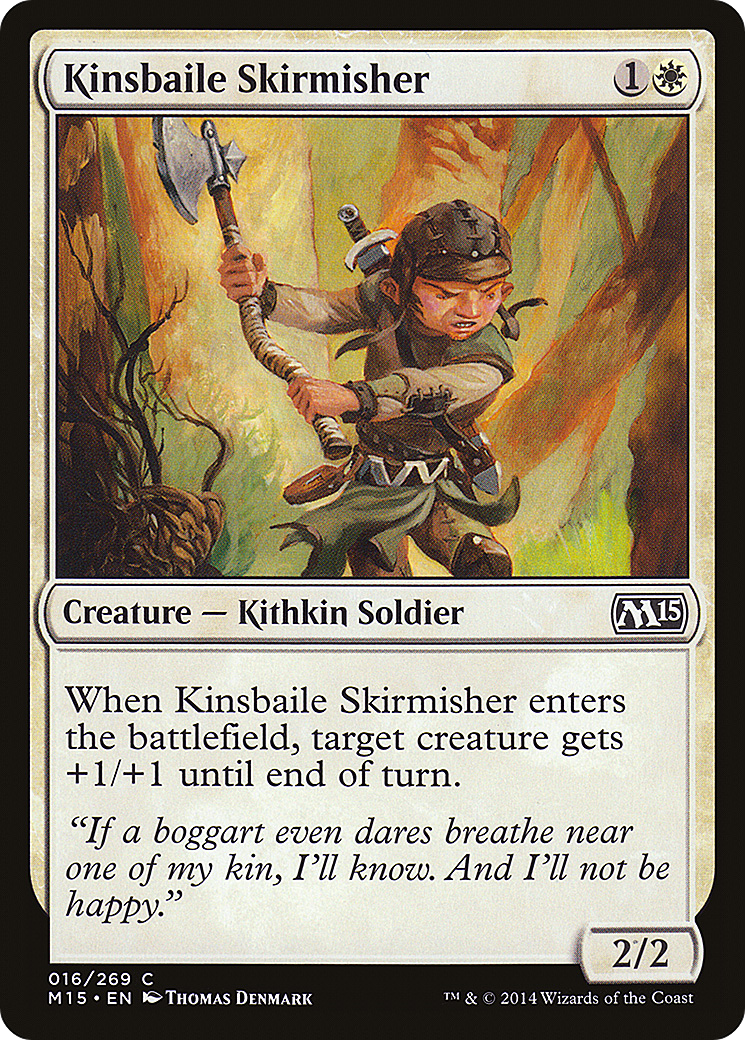 Kinsbaile Skirmisher 1
Creature — Kithkin Soldier M15
When Kinsbaile Skirmisher enters
the battlefield, target creature gets
+1/+1 until end of turn.
“If a boggart even dares breathe near
one of my kin, I’ll know. And I’ll not be
happy.”
2/2
016/269 C
M15 • EN Thomas Denmark ™ & © 2014 Wizards of the Coast